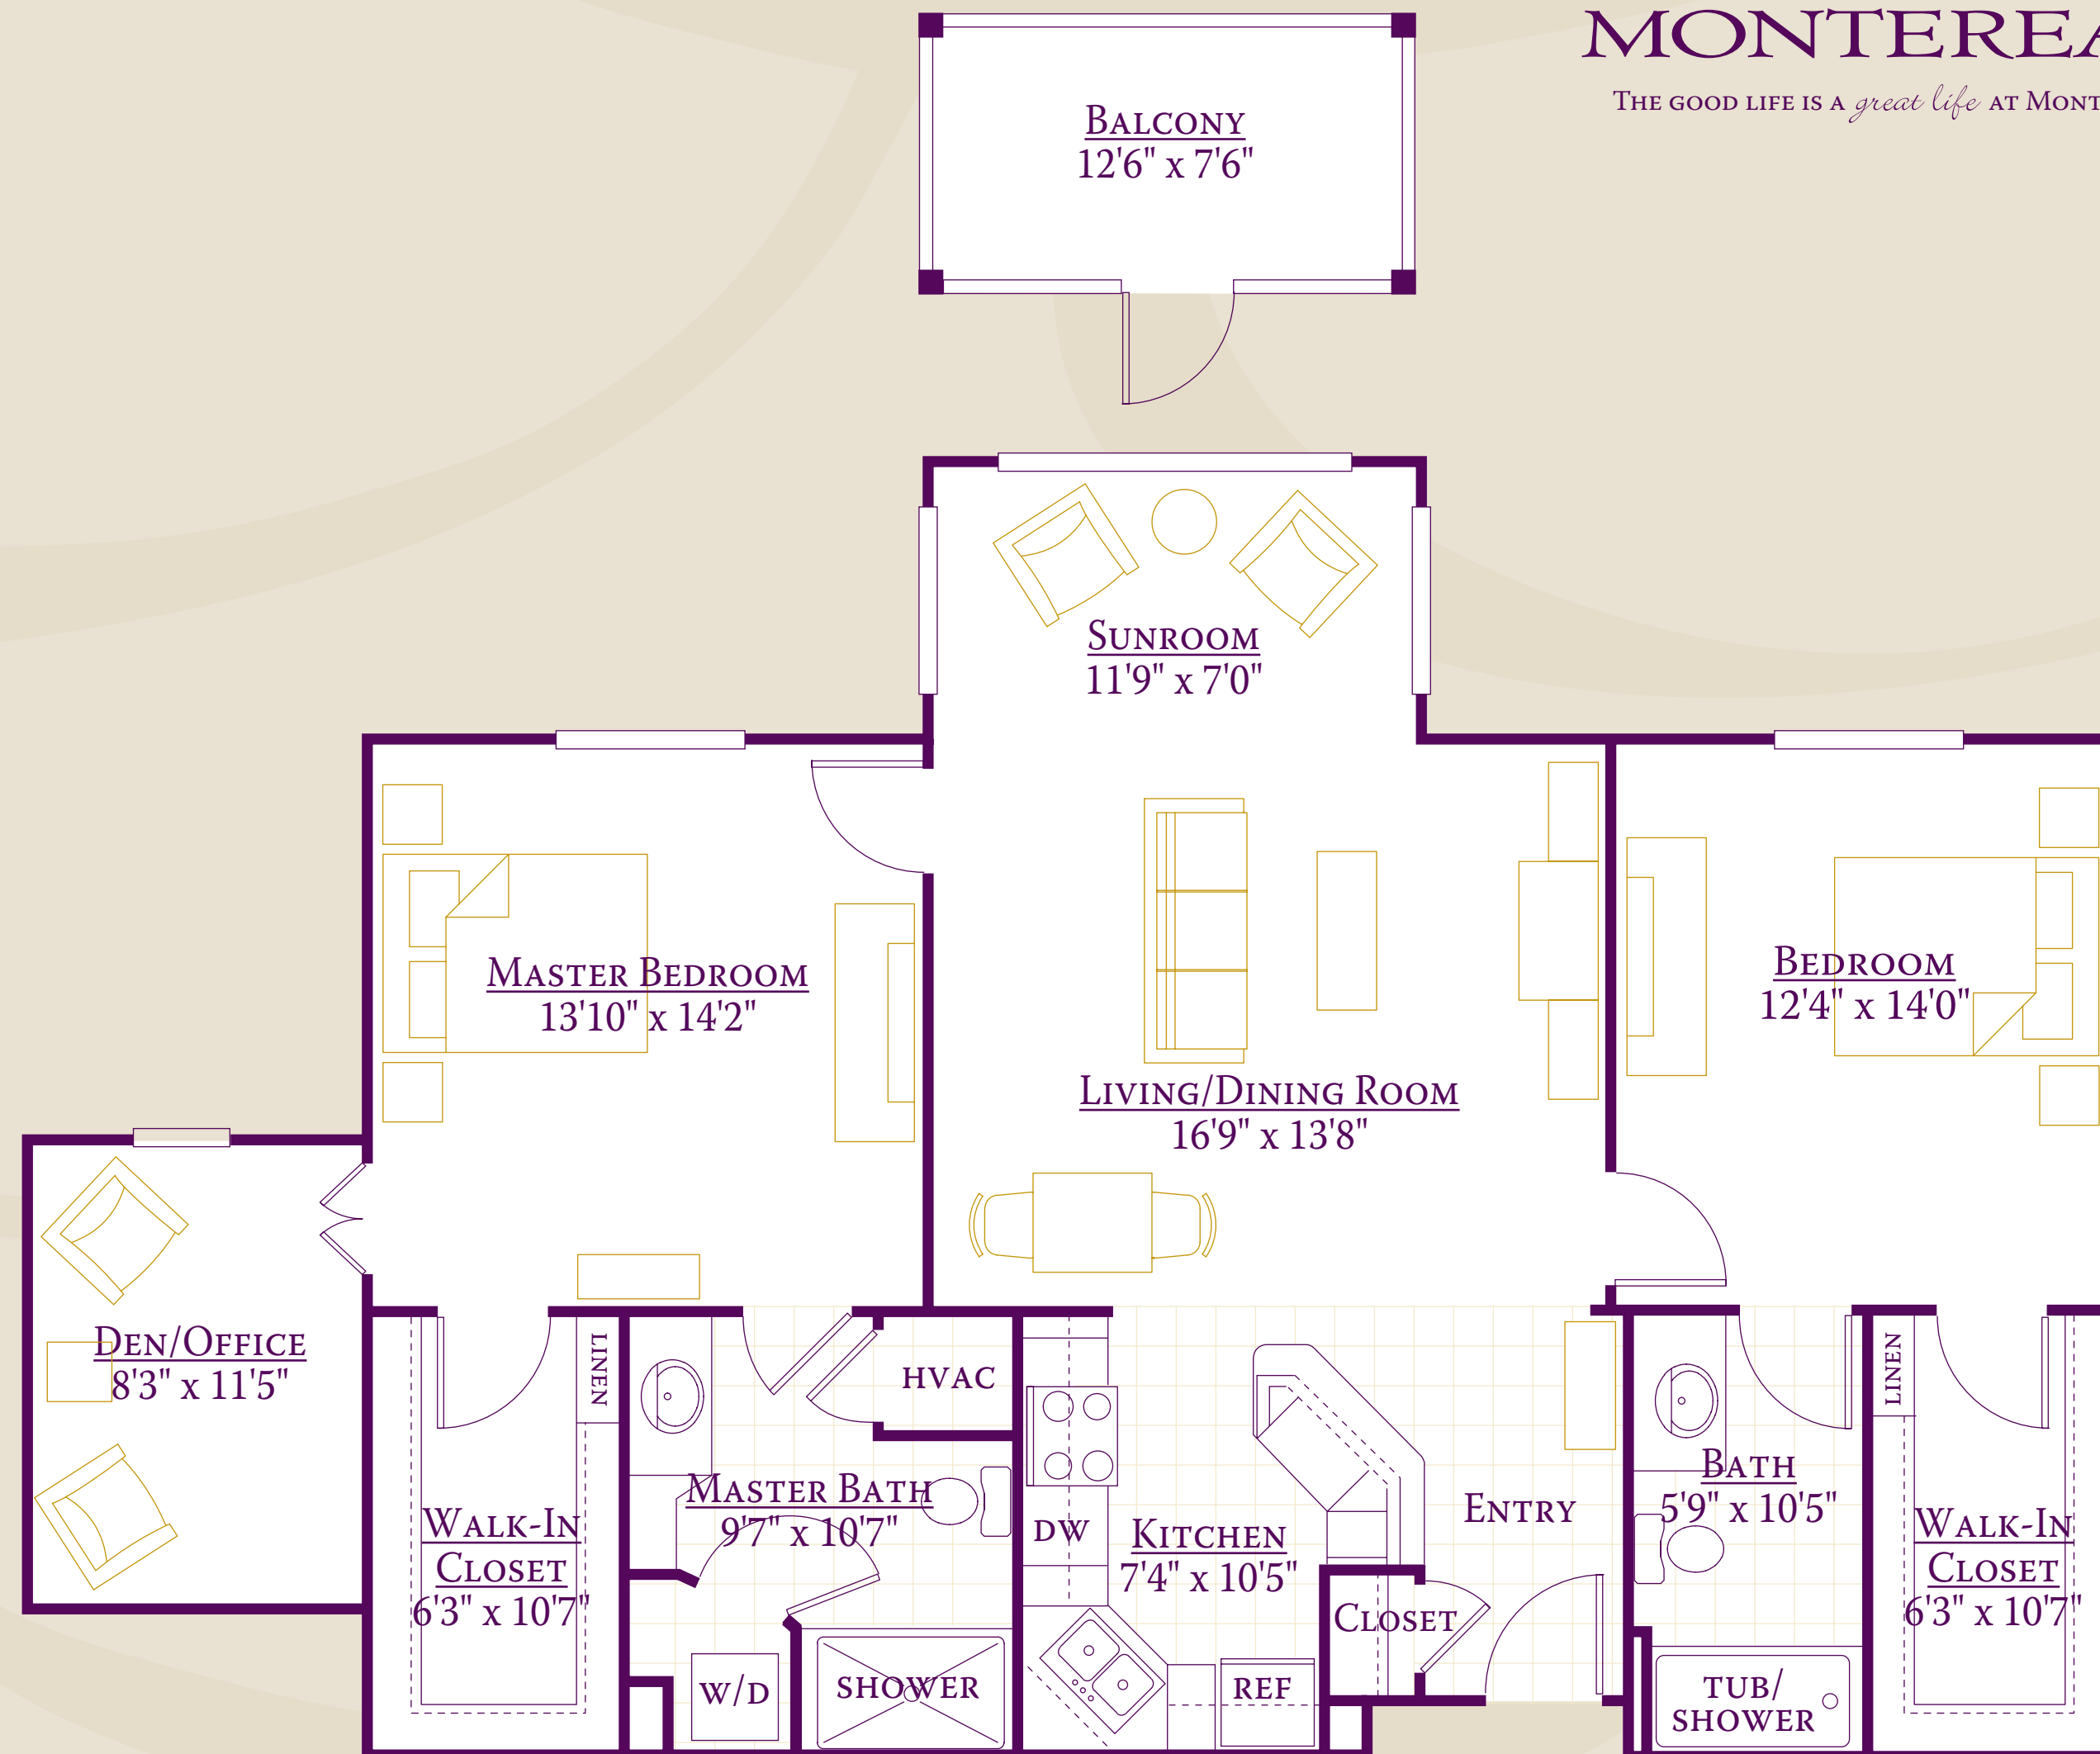 MONTEREA
The good life is a great life at Mont
Balcony
12'6" x 7'6"
Sunroom
11'9" x 7'0"
Master Bedroom
13'10" x 14'2"
Bedroom
12'4" x 14'0"
Living/Dining Room
16'9" x 13'8"
Den/Office
8'3" x 11'5"
LINEN
HVAC
LINEN
Master Bath
9'7" x 10'7"
Walk-In
Closet
6'3" x 10'7"
DW
Kitchen
7'4" x 10'5"
Entry
Bath
5'9" x 10'5"
Walk-In
Closet
6'3" x 10'7"
Closet
W/D
SHOWER
REF
TUB/
SHOWER